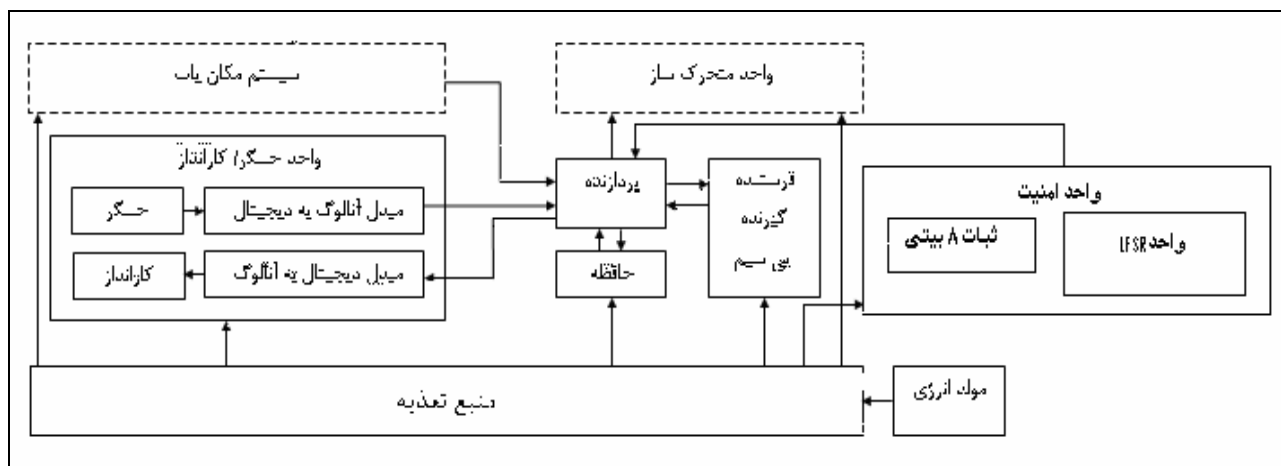 سیستم مکان یاب
واحد متحرک ساز
واحد حسگر/ کارانداز
حسگر
مبدل آنالوگ به دیجیتال
کارانداز
مبدل دیجیتال به آنالوگ
پردازنده
حافظه
فرستنده
گیرنده
بی سیم
واحد امنیت
ثبات ۸ بیتی
واحد LFSR
منبع تغذیه
مولد انرژی